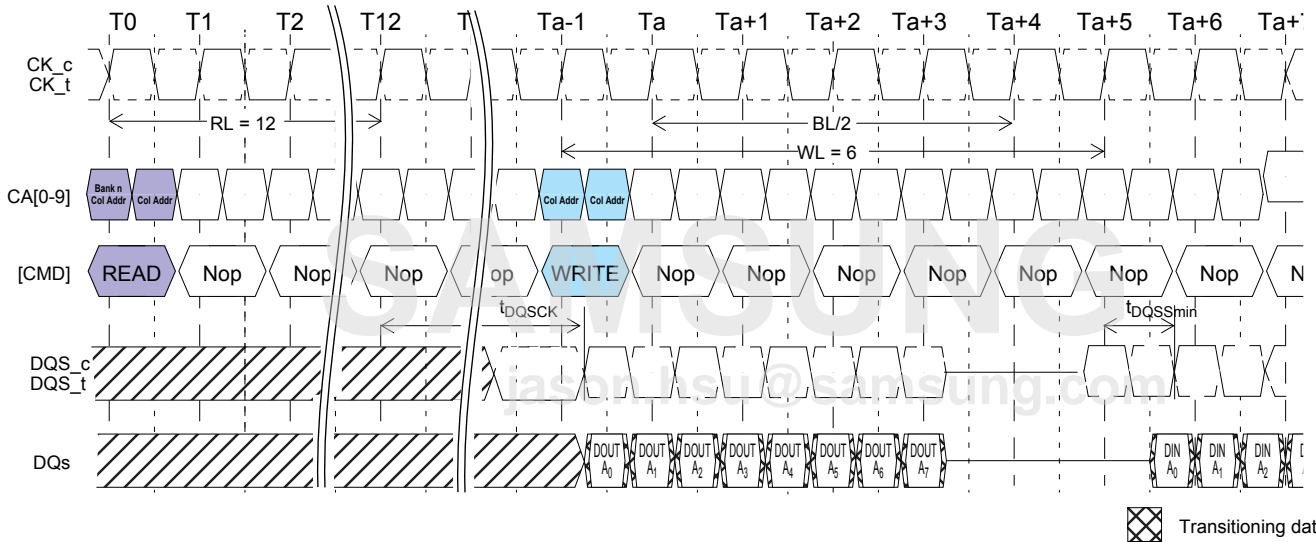 T0 T1 T2 T12 T Ta-1 Ta Ta+1 Ta+2 Ta+3 Ta+4 Ta+5 Ta+6 Ta+
CK_c
CK_t
RL = 12
BL/2
WL = 6
CA[0-9]
Bank n
Col Addr
Col Addr
Col Addr
Col Addr
[CMD] READ Nop Nop Nop op WRITE Nop Nop Nop Nop Nop Nop Nop N
SAMSUNG
tDQSCK
tDQSSmin
DQS_c
DQS_t
jason.hsu@samsung.com
DQs
DOUT A0
DOUT A1
DOUT A2
DOUT A3
DOUT A4
DOUT A5
DOUT A6
DOUT A7
DIN A0
DIN A1
DIN A2
Transitioning dat